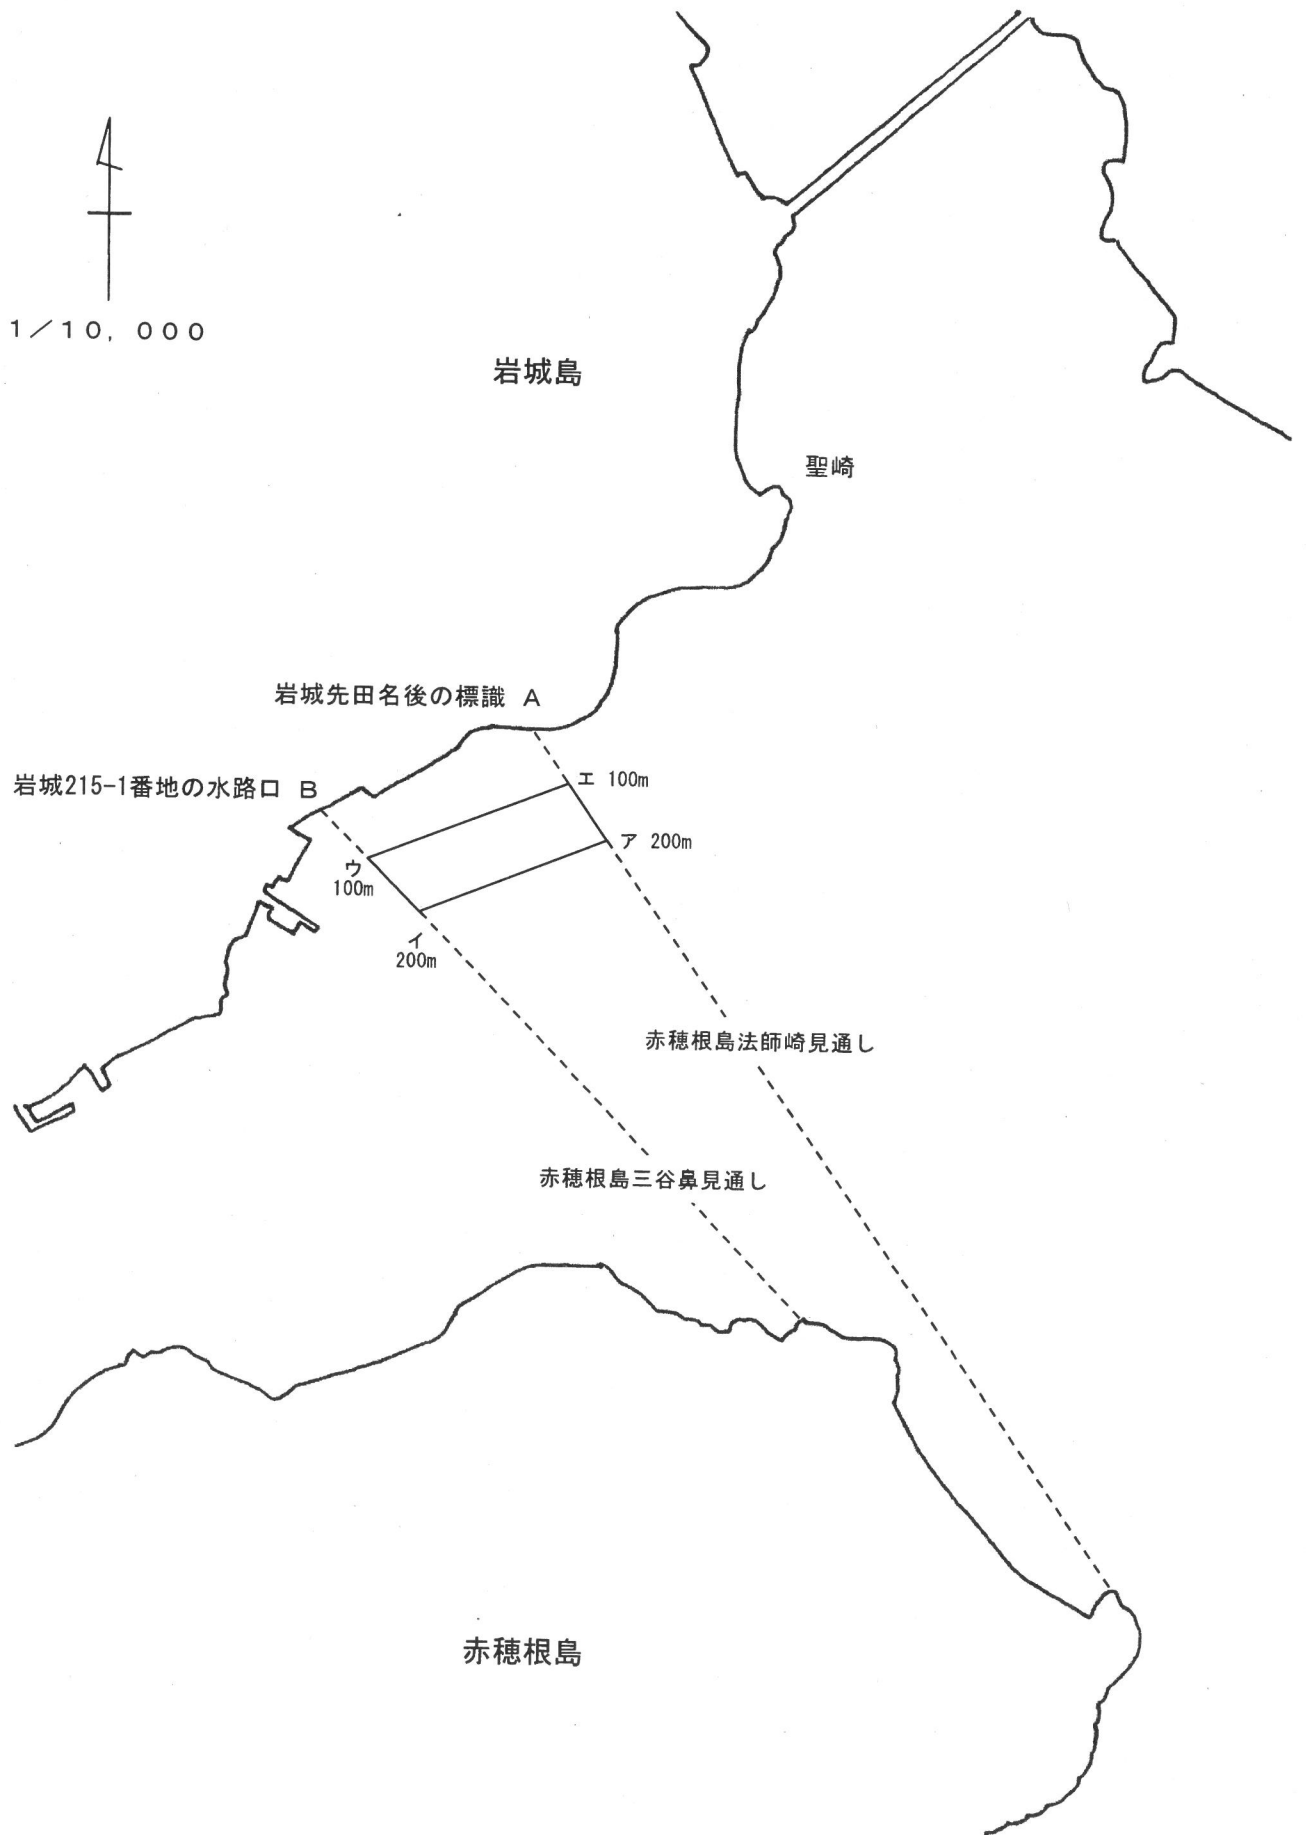 1／10，000
岩城島
聖崎
岩城先田名後の標識 A
エ 100m
岩城215-1番地の水路口 B
ア 200m
ウ
100m
イ
200m
赤穂根島法師崎見通し
赤穂根島三谷鼻見通し
赤穂根島